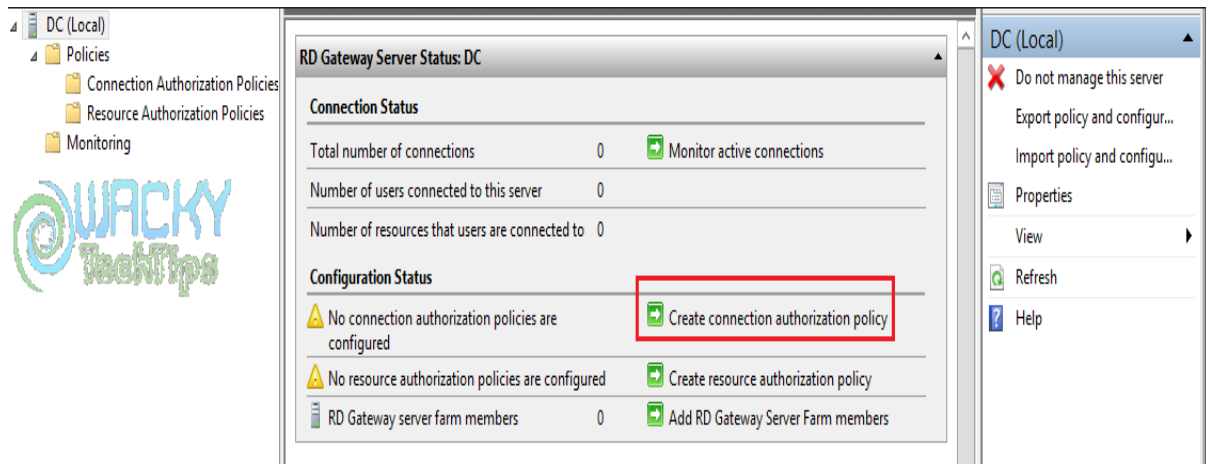 DC (Local)
Policies
Connection Authorization Policies
Resource Authorization Policies
Monitoring
WACKY
TechTips
RD Gateway Server Status: DC
Connection Status
Total number of connections 0 Monitor active connections
Number of users connected to this server 0
Number of resources that users are connected to 0
Configuration Status
No connection authorization policies are
configured
Create connection authorization policy
No resource authorization policies are configured Create resource authorization policy
RD Gateway server farm members 0 Add RD Gateway Server Farm members
DC (Local)
Do not manage this server
Export policy and configur...
Import policy and configu...
Properties
View
Refresh
Help